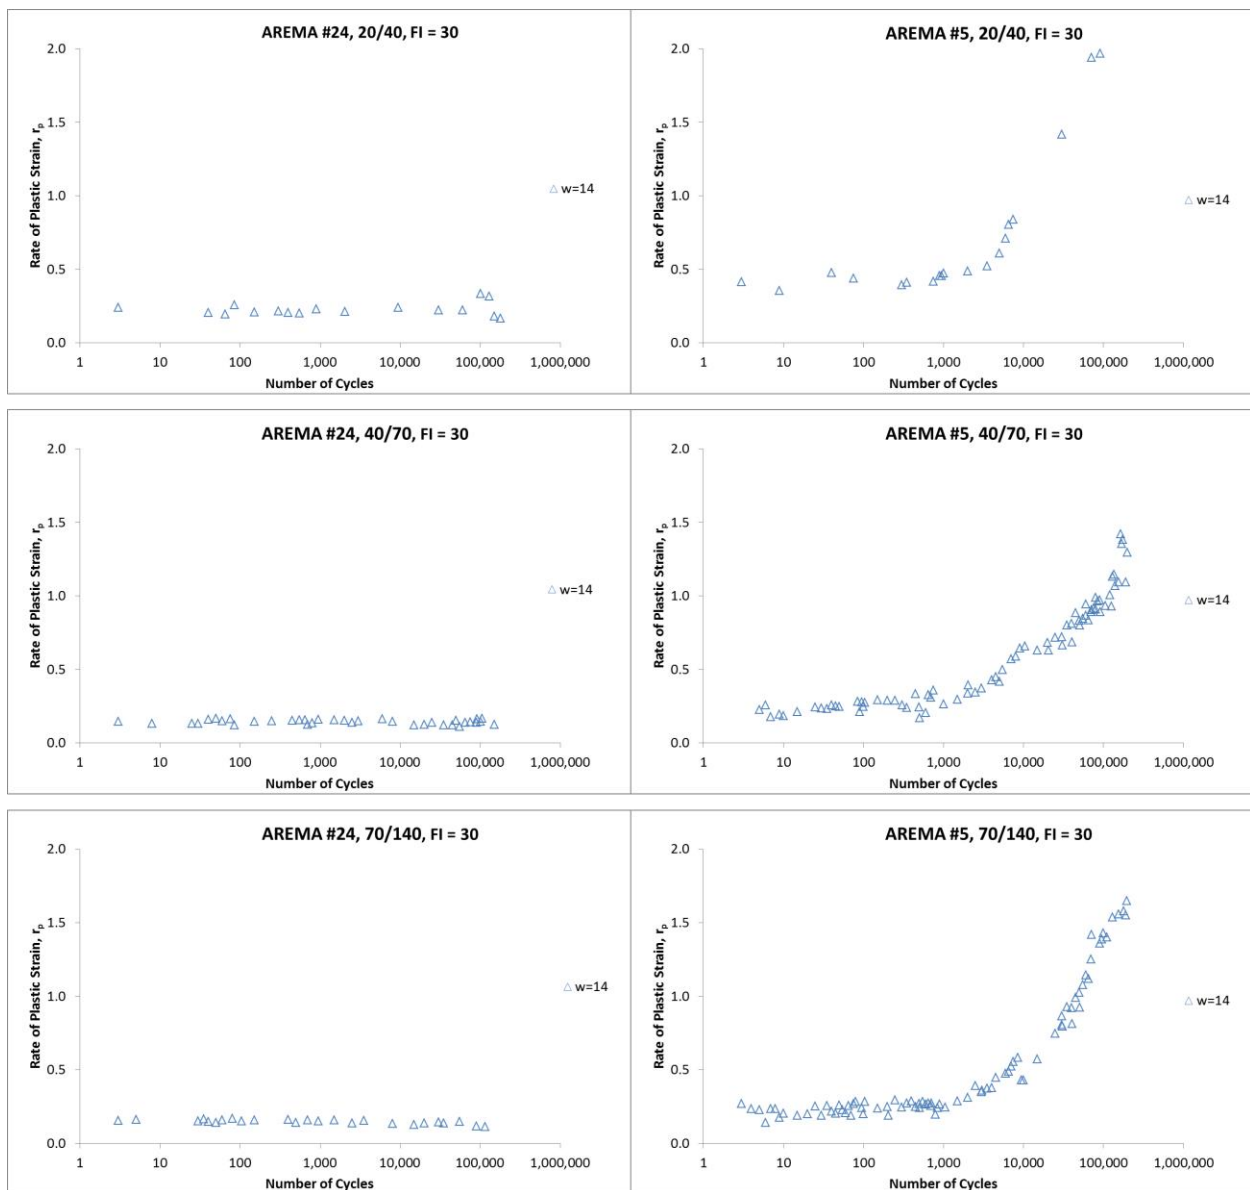 AREMA #24, 20/40, FI = 30
2.0
1.5
1.0
0.5
0.0
Rate of Plastic Strain, rp
1 10 100 1,000 10,000 100,000 1,000,000
Number of Cycles
w=14
AREMA #5, 20/40, FI = 30
2.0
1.5
1.0
0.5
0.0
Rate of Plastic Strain, rp
1 10 100 1,000 10,000 100,000 1,000,000
Number of Cycles
w=14
AREMA #24, 40/70, FI = 30
2.0
1.5
1.0
0.5
0.0
Rate of Plastic Strain, rp
1 10 100 1,000 10,000 100,000 1,000,000
Number of Cycles
w=14
AREMA #5, 40/70, FI = 30
2.0
1.5
1.0
0.5
0.0
Rate of Plastic Strain, rp
1 10 100 1,000 10,000 100,000 1,000,000
Number of Cycles
w=14
AREMA #24, 70/140, FI = 30
2.0
1.5
1.0
0.5
0.0
Rate of Plastic Strain, rp
1 10 100 1,000 10,000 100,000 1,000,000
Number of Cycles
w=14
AREMA #5, 70/140, FI = 30
2.0
1.5
1.0
0.5
0.0
Rate of Plastic Strain, rp
1 10 100 1,000 10,000 100,000 1,000,000
Number of Cycles
w=14